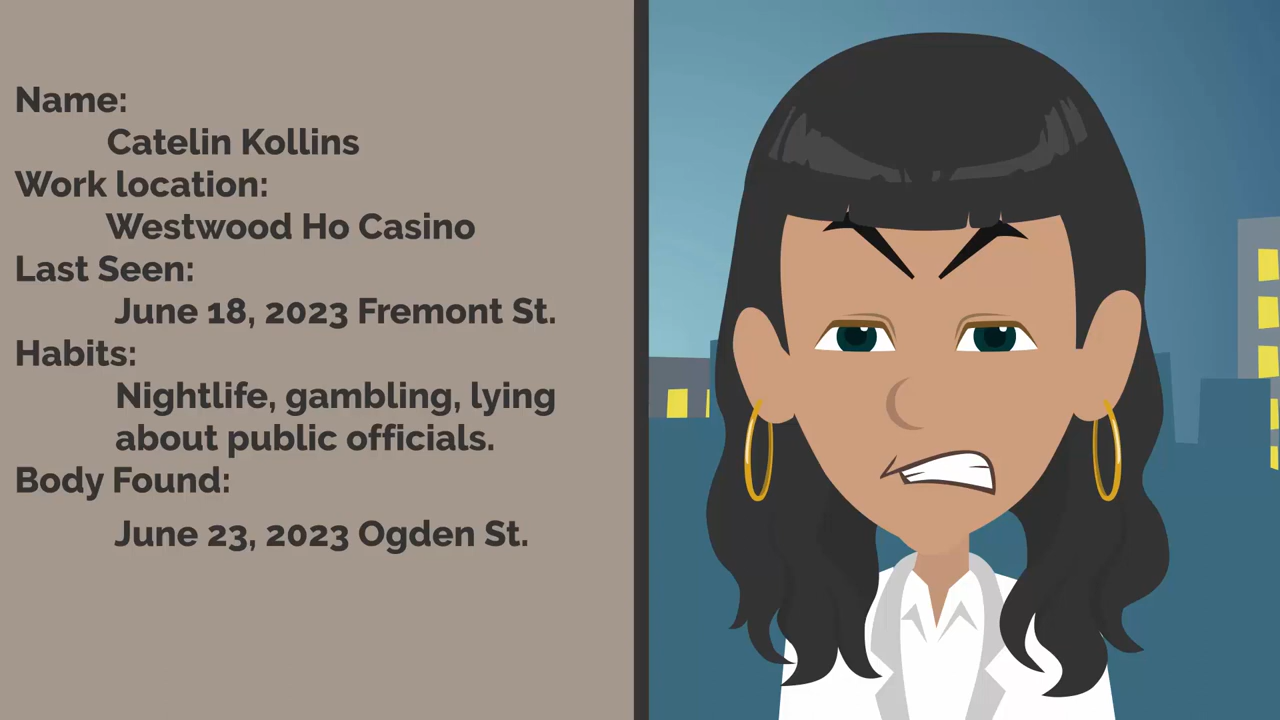 Name:
Catelin Kollins
Work location:
Westwood Ho Casino
Last Seen:
June 18, 2023 Fremont St.
Habits:
Nightlife, gambling, lying
about public officials.
Body Found:
June 23, 2023 Ogden St.